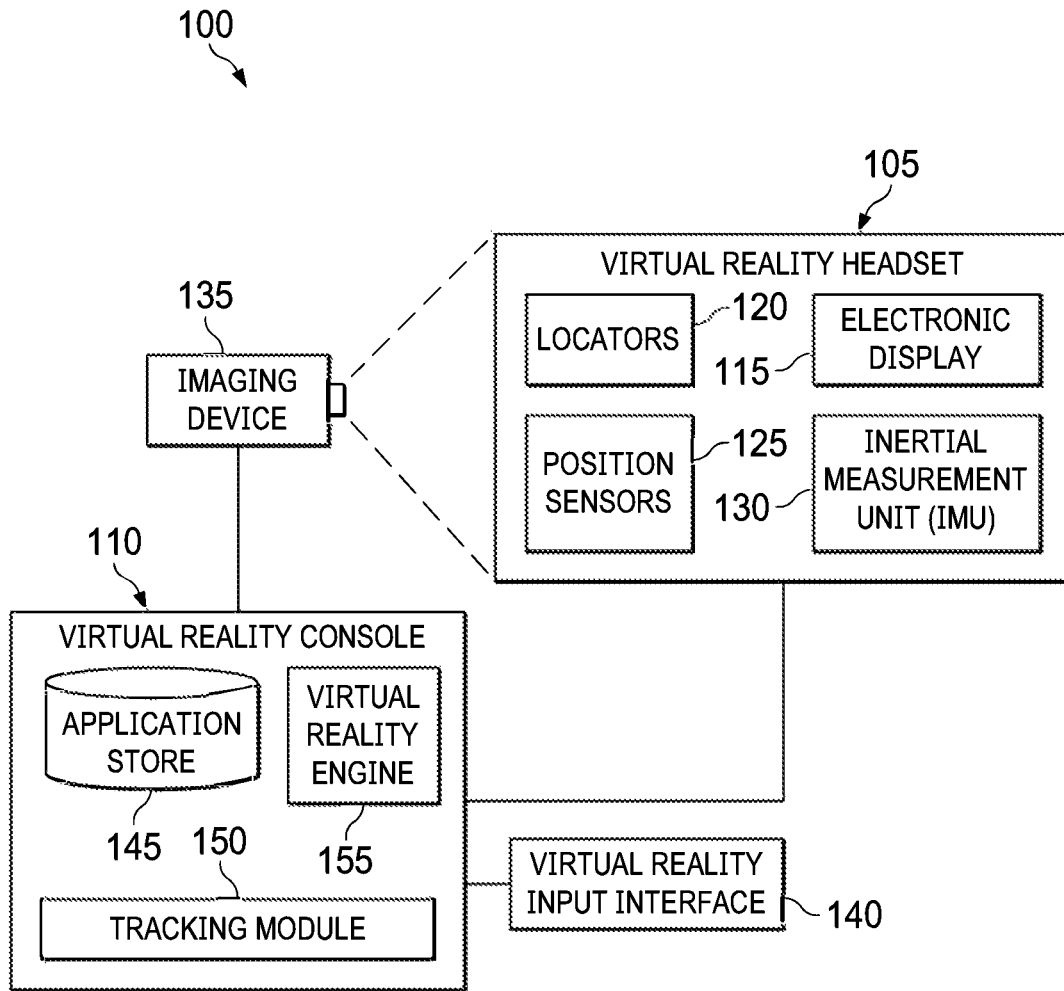 100
105
VIRTUAL REALITY HEADSET
LOCATORS
120
ELECTRONIC
DISPLAY
115
135
IMAGING
DEVICE
POSITION
SENSORS
125
INERTIAL
MEASUREMENT
UNIT (IMU)
130
110
VIRTUAL REALITY CONSOLE
APPLICATION
STORE
145
VIRTUAL
REALITY
ENGINE
155
150
TRACKING MODULE
VIRTUAL REALITY
INPUT INTERFACE
140